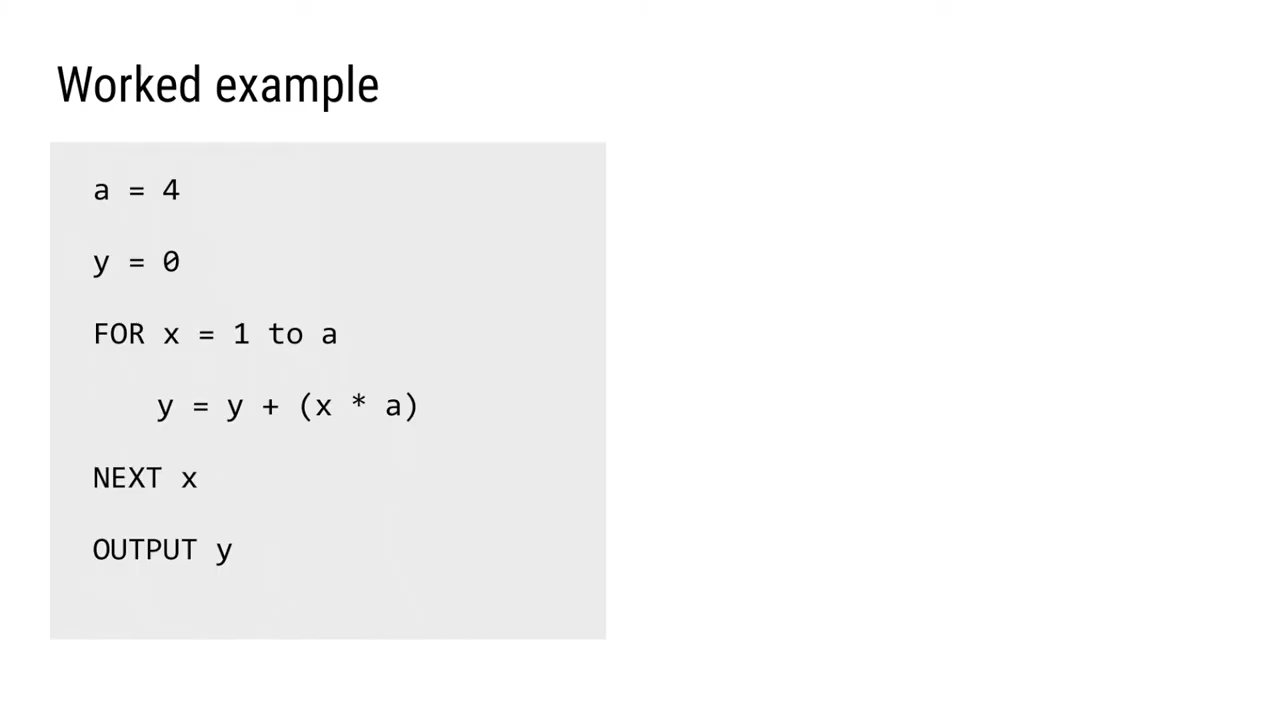 Worked example
a = 4
y = 0
FOR x = 1 to a
y = y + (x * a)
NEXT x
OUTPUT y